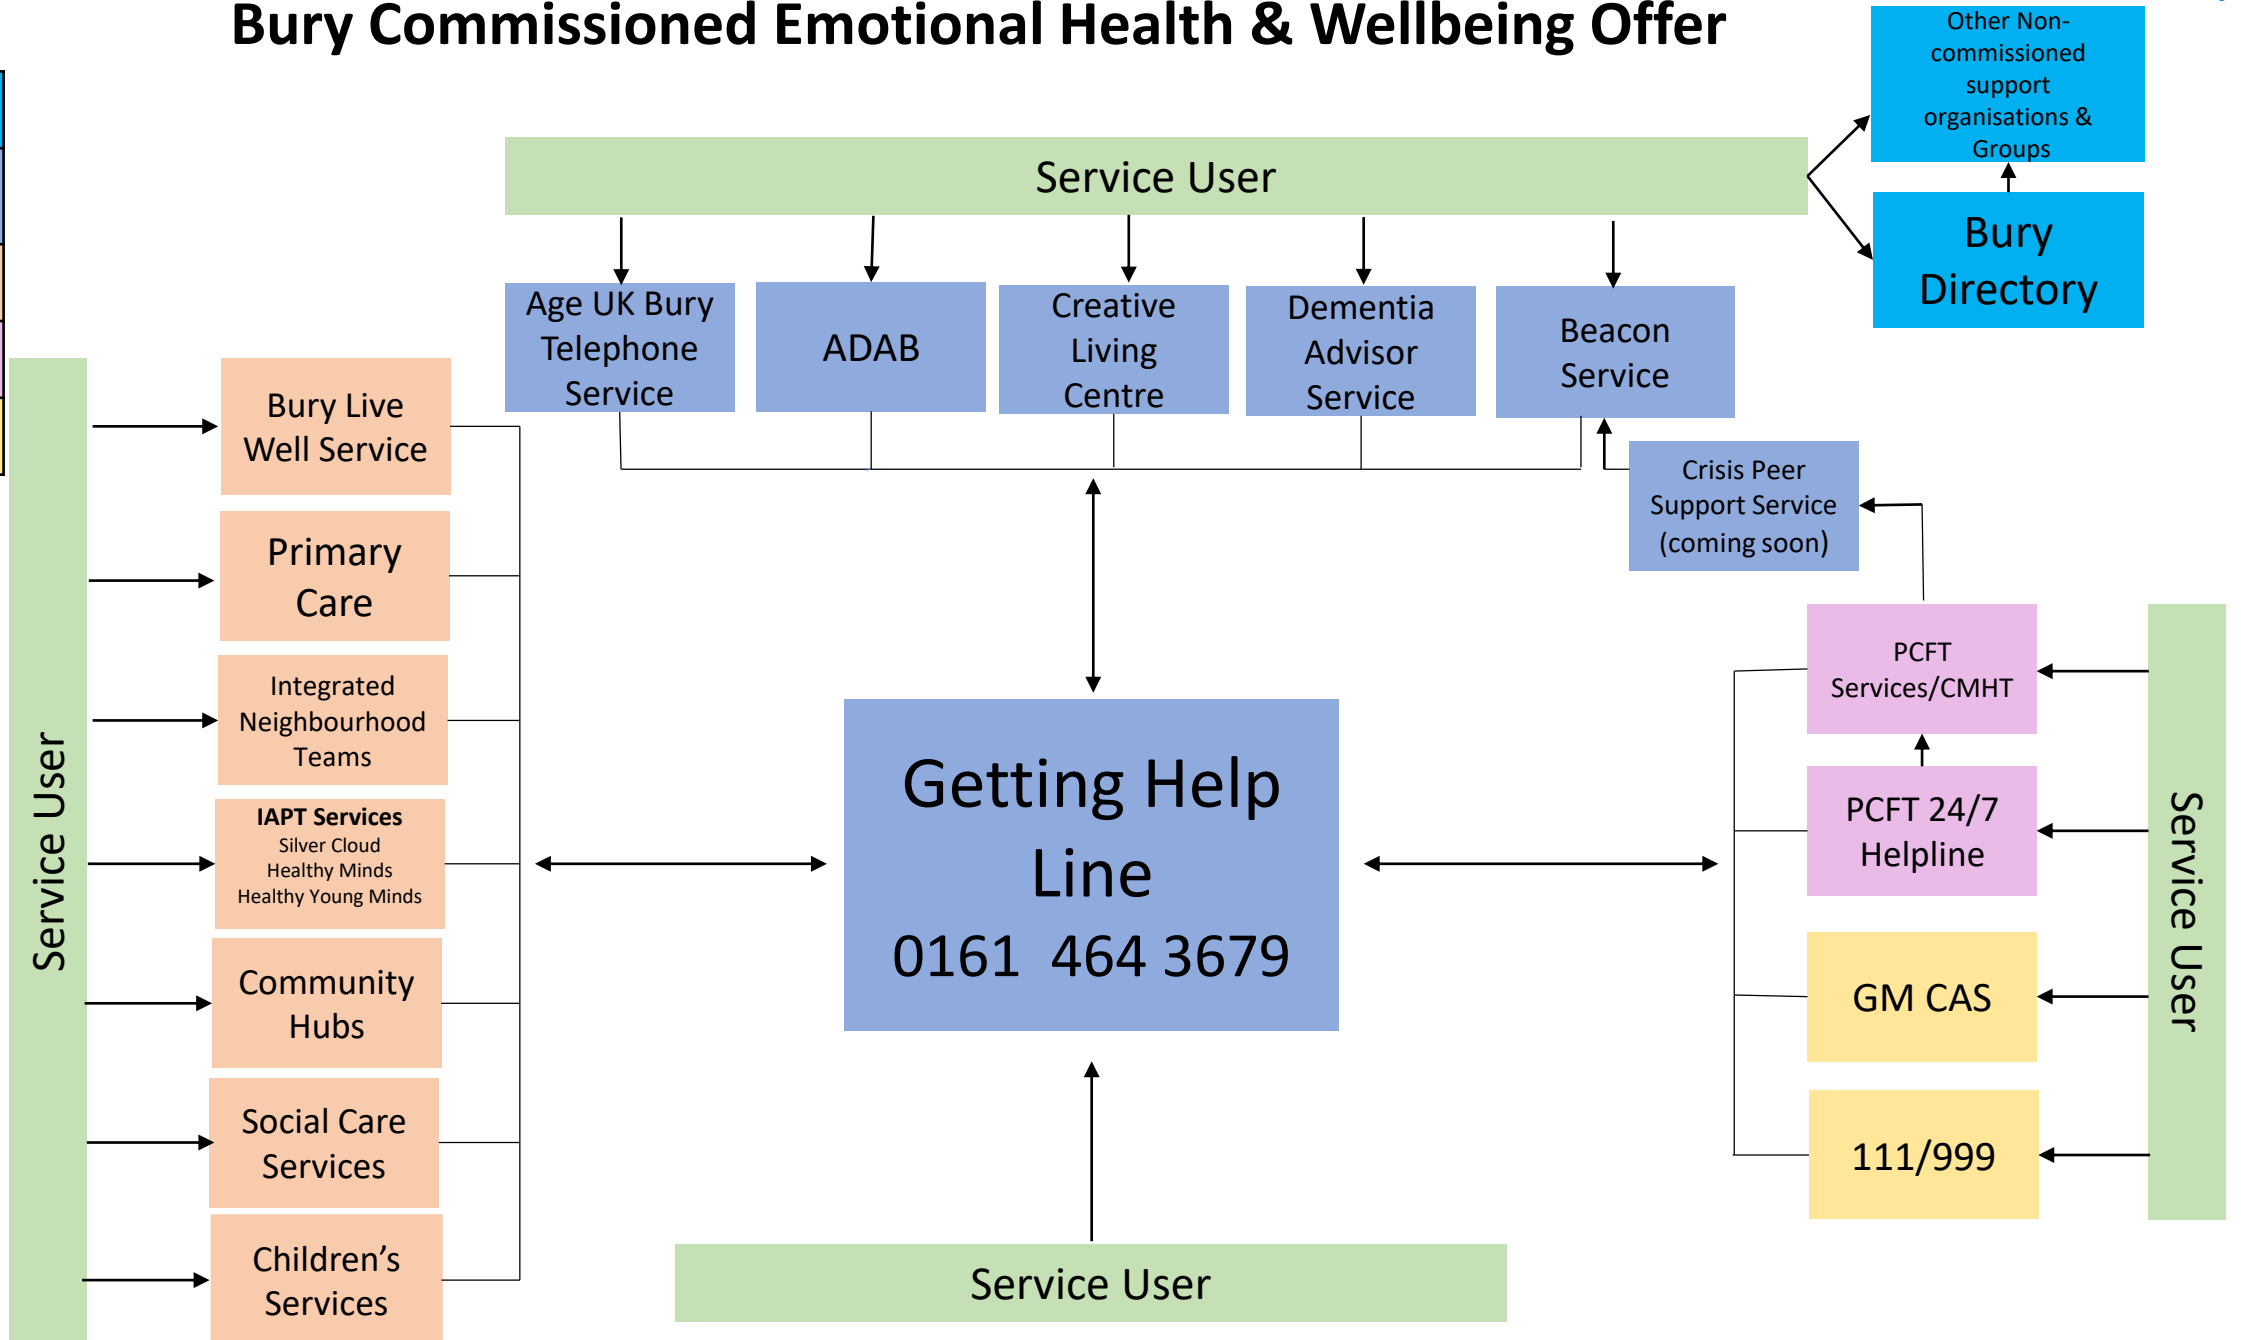 Bury Commissioned Emotional Health & Wellbeing Offer
Other Non-
commissioned
support
organisations &
Groups
Service User
Bury
Directory
Age UK Bury
Telephone
Service
ADAB
Creative
Living
Centre
Dementia
Advisor
Service
Beacon
Service
Crisis Peer
Support Service
(coming soon)
Service User
Bury Live
Well Service
Primary
Care
Integrated
Neighbourhood
Teams
IAPT Services
Silver Cloud
Healthy Minds
Healthy Young Minds
Community
Hubs
Social Care
Services
Children’s
Services
Getting Help
Line
0161  464 3679
PCFT
Services/CMHT
PCFT 24/7
Helpline
GM CAS
111/999
Service User
Service User